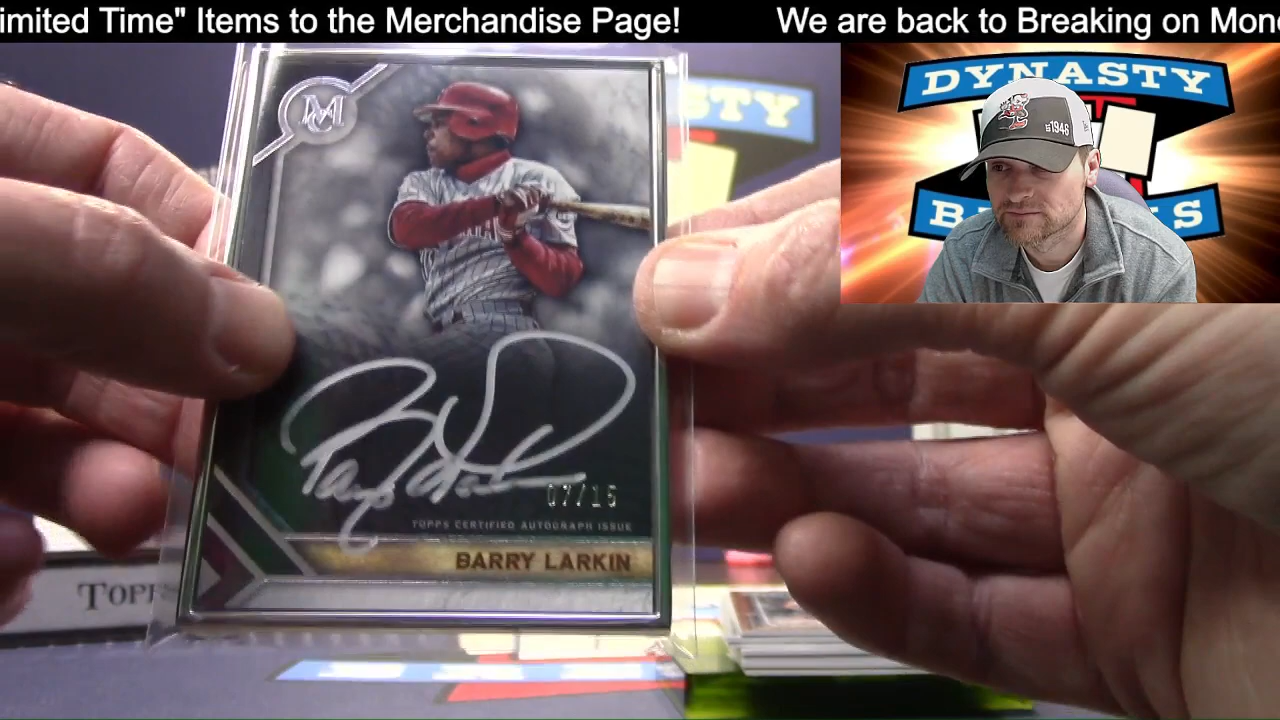 imited Time" Items to the Merchandise Page! We are back to Breaking on Mon
DYNASTY
STY
MC
1946
07/15
TOPPS CERTIFIED AUTOGRAPH ISSUE
BARRY LARKIN
TOPPS